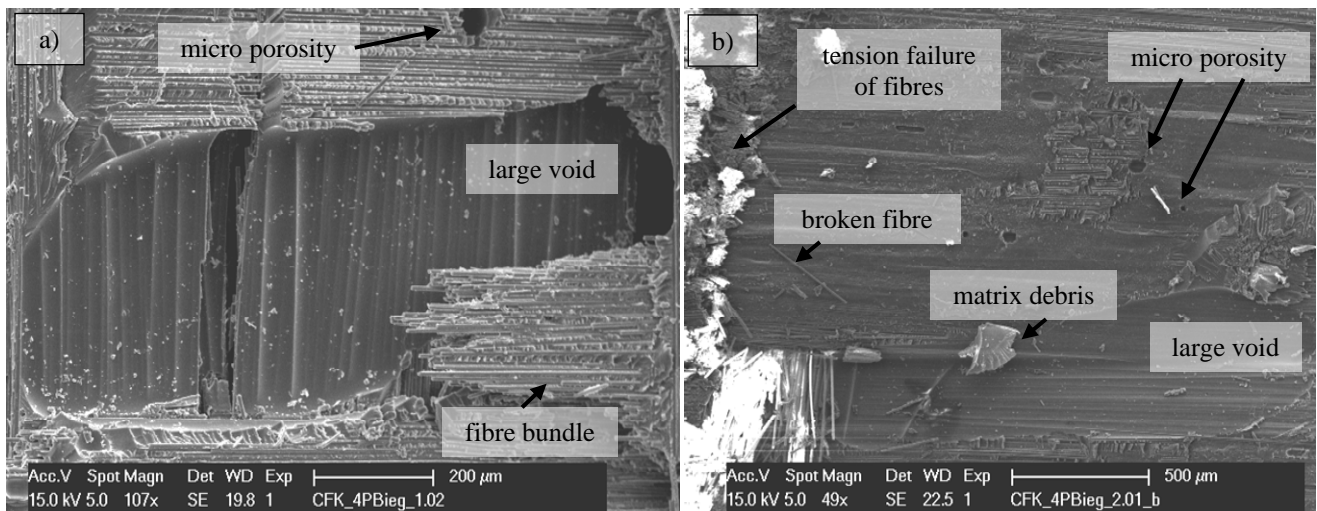 a)
micro porosity
large void
fibre bundle
Acc.V Spot Magn Det WD Exp 200 µm
15.0 kV 5.0 107x SE 19.8 1 CFK_4PBieg_1.02
b)
tension failure
of fibres
micro porosity
broken fibre
matrix debris
large void
Acc.V Spot Magn Det WD Exp 500 µm
15.0 kV 5.0 49x SE 22.5 1 CFK_4PBieg_2.01_b